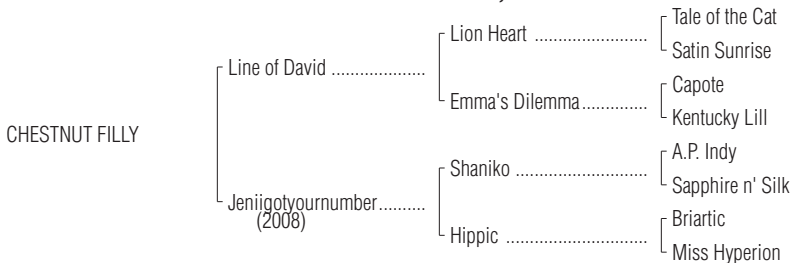 Tale of the Cat
Lion Heart ........................
Satin Sunrise
Line of David ....................
Capote
Emma's Dilemma..............
Kentucky Lill
CHESTNUT FILLY
A.P. Indy
Shaniko ............................
Sapphire n' Silk
Jeniigotyournumber..........
(2008)
Briartic
Hippic ..............................
Miss Hyperion